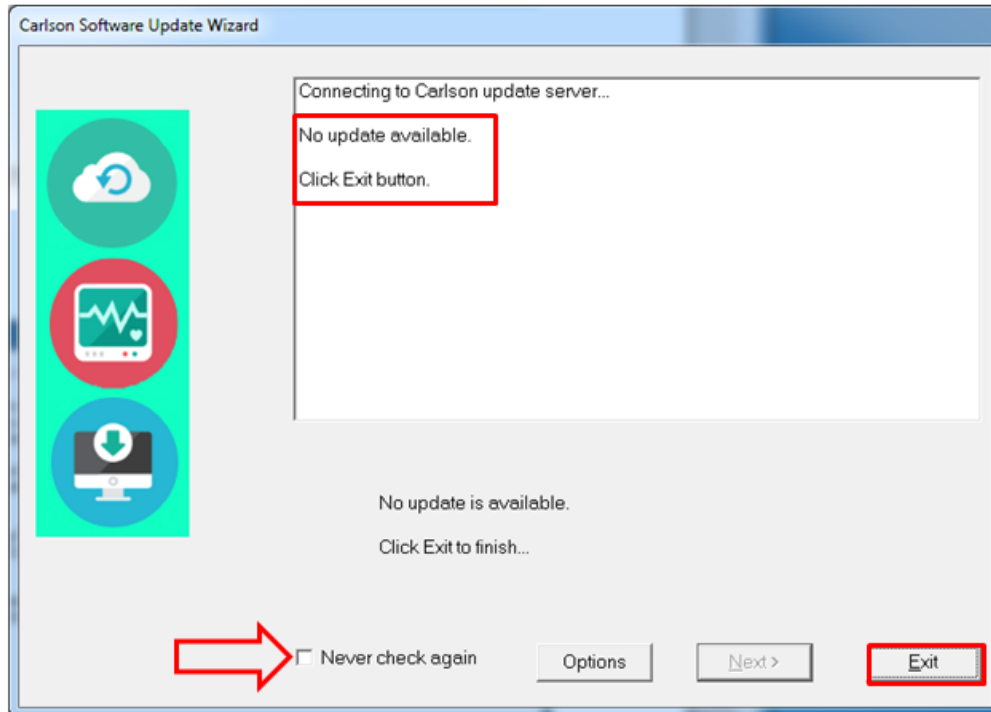 Carlson Software Update Wizard
Connecting to Carlson update server...
No update available.
Click Exit button.
No update is available.
Click Exit to finish...
Never check again
Options
Next >
Exit